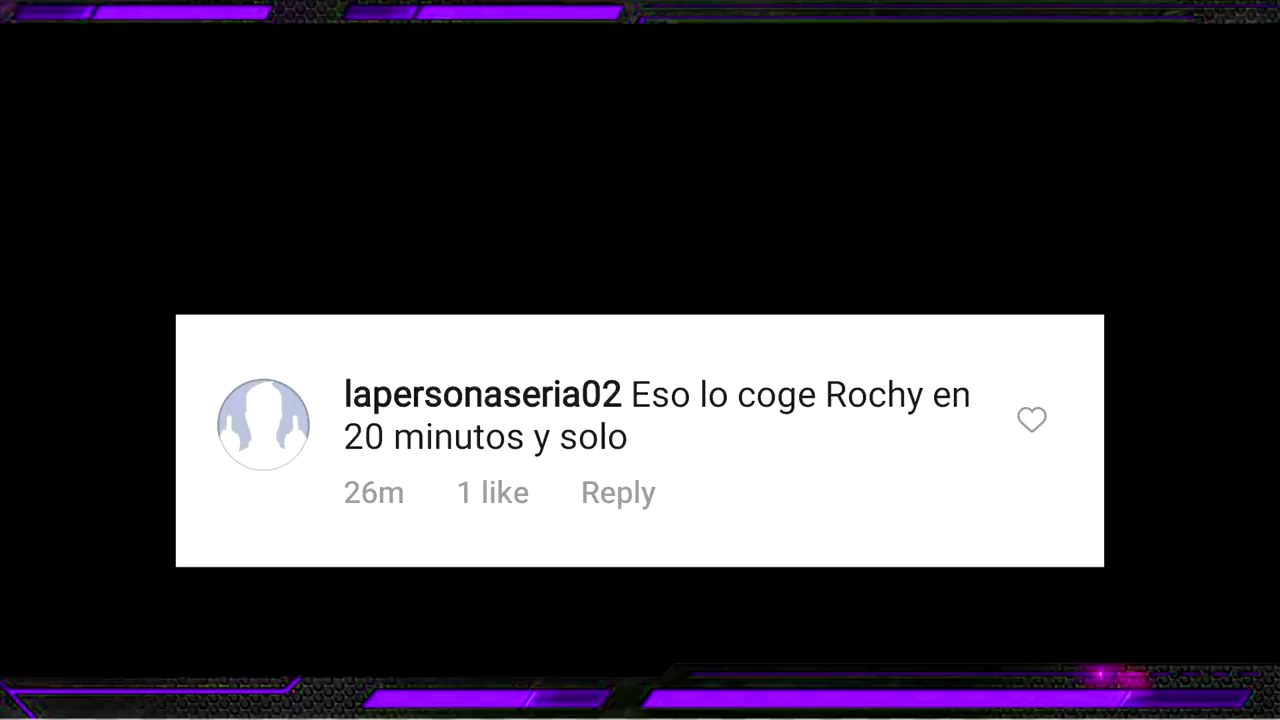 lapersonaseria02 Eso lo coge Rochy en
20 minutos y solo
26m 1 like Reply